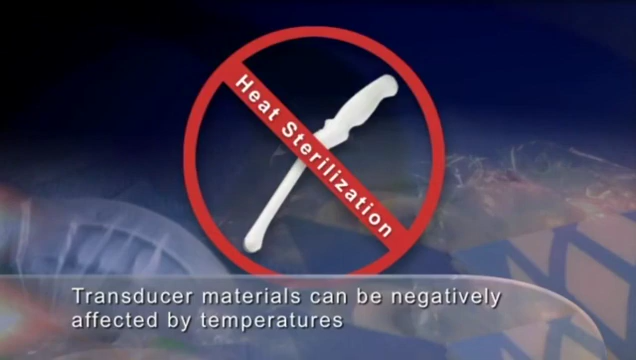 Heat Sterilization
Transducer materials can be negatively
affected by temperatures